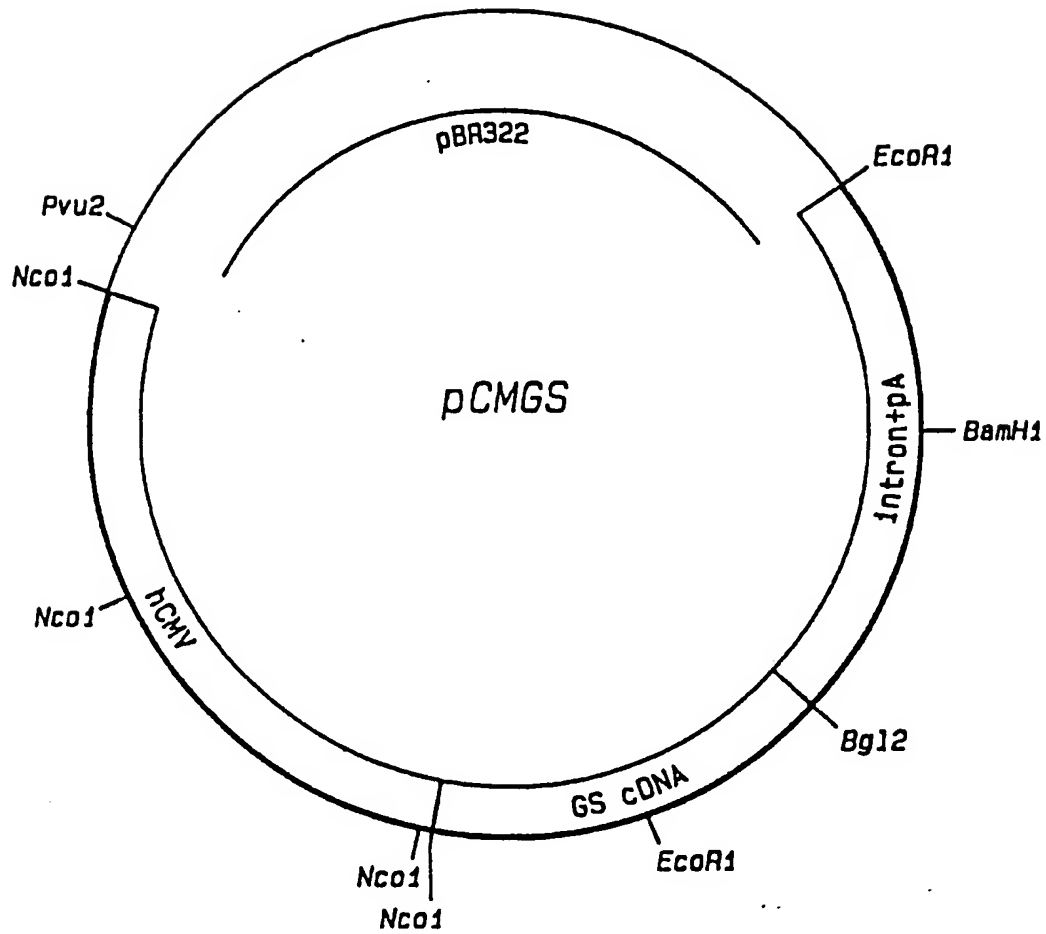 pBR322
EcoR1
Pvu2
Nco1
pCMGS
intron+pA
BamH1
Nco1
hCMV
Bgl2
GS cDNA
EcoR1
Nco1
Nco1